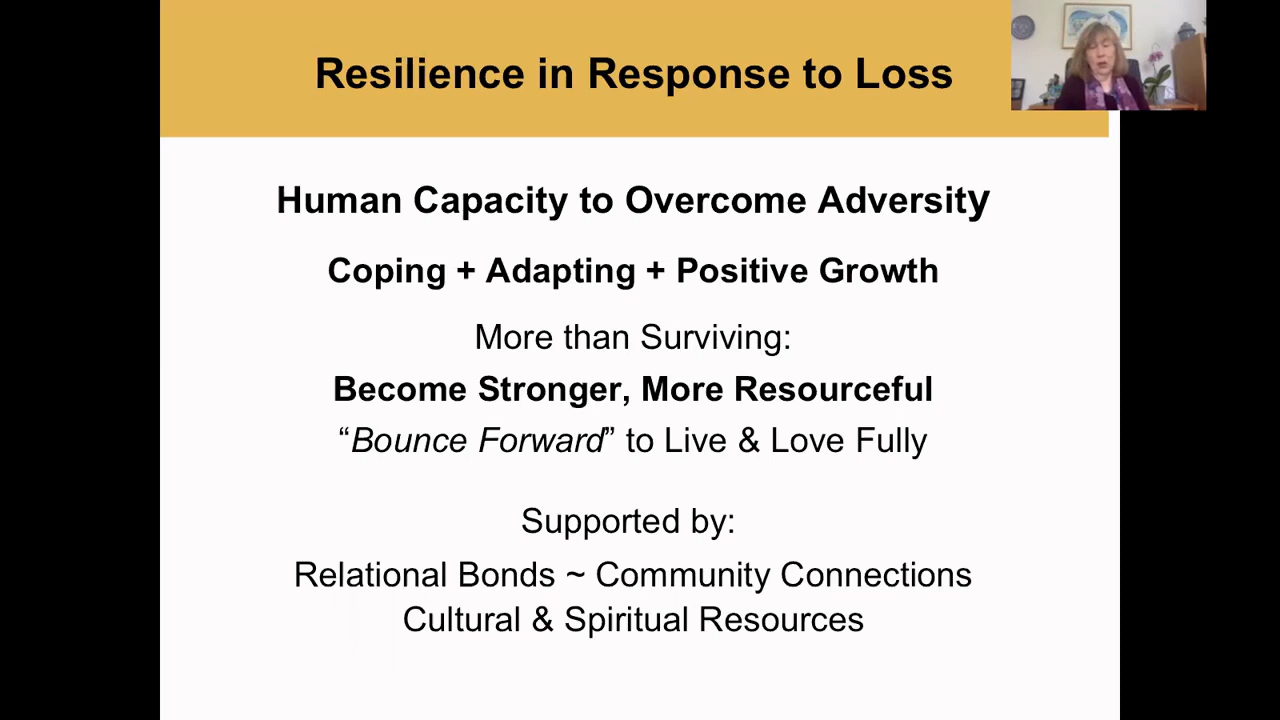 Resilience in Response to Loss
Human Capacity to Overcome Adversity
Coping + Adapting + Positive Growth
More than Surviving:
Become Stronger, More Resourceful
“Bounce Forward” to Live & Love Fully
Supported by:
Relational Bonds ~ Community Connections
Cultural & Spiritual Resources